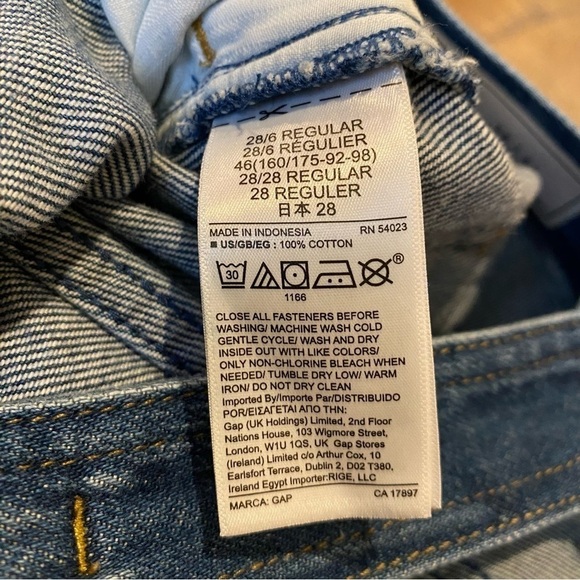 28/6 REGULAR
28/6 RÉGULIER
46(160/175-92-98)
28/28 REGULAR
28 REGULER
日本 28
MADE IN INDONESIA RN 54023
■ US/GB/EG : 100% COTTON
30 ®
1166
CLOSE ALL FASTENERS BEFORE
WASHING/ MACHINE WASH COLD
GENTLE CYCLE/ WASH AND DRY
INSIDE OUT WITH LIKE COLORS/
ONLY NON-CHLORINE BLEACH WHEN
NEEDED/ TUMBLE DRY LOW/ WARM
IRON/ DO NOT DRY CLEAN
Imported By/Importe Par/DISTRIBUIDO
POR/ΕΙΣΑΓΕΤΑΙ ΑΠΟ ΤΗΝ:
Gap (UK Holdings) Limited, 2nd Floor
Nations House, 103 Wigmore Street,
London, W1U 1QS, UK Gap Stores
(Ireland) Limited c/o Arthur Cox, 10
Earlsfort Terrace, Dublin 2, D02 T380,
Ireland Egypt Importer:RIGE, LLC
MARCA: GAP CA 17897